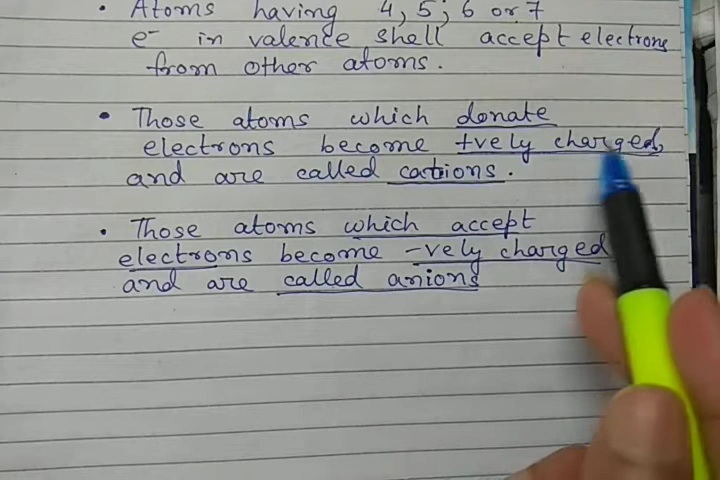 • Atoms having 4, 5, 6 or 7
e- in valence shell accept electrons
from other atoms.
• Those atoms which donate
electrons become +vely charged,
and are called cations.
• Those atoms which accept
electrons become -vely charged
and are called anions